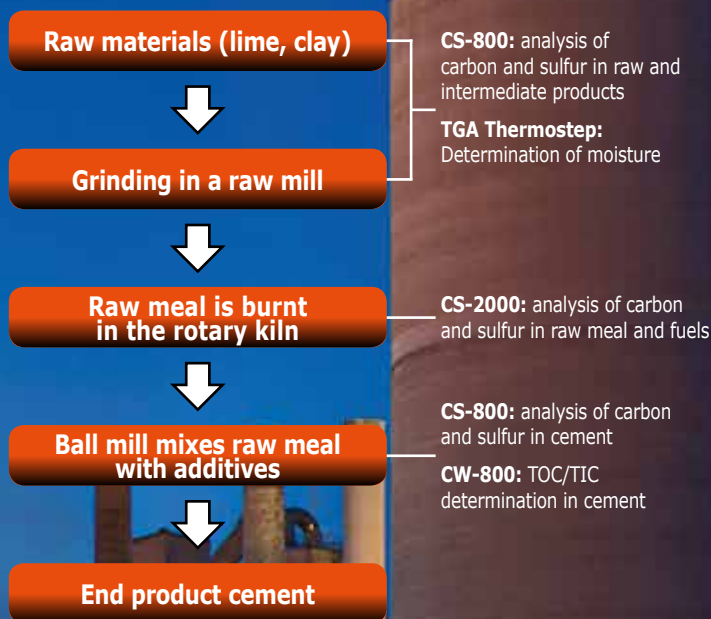 Raw materials (lime, clay)
CS-800: analysis of
carbon and sulfur in raw and
intermediate products
TGA Thermostep:
Determination of moisture
Grinding in a raw mill
Raw meal is burnt
in the rotary kiln
CS-2000: analysis of carbon
and sulfur in raw meal and fuels
Ball mill mixes raw meal
with additives
CS-800: analysis of carbon
and sulfur in cement
CW-800: TOC/TIC
determination in cement
End product cement